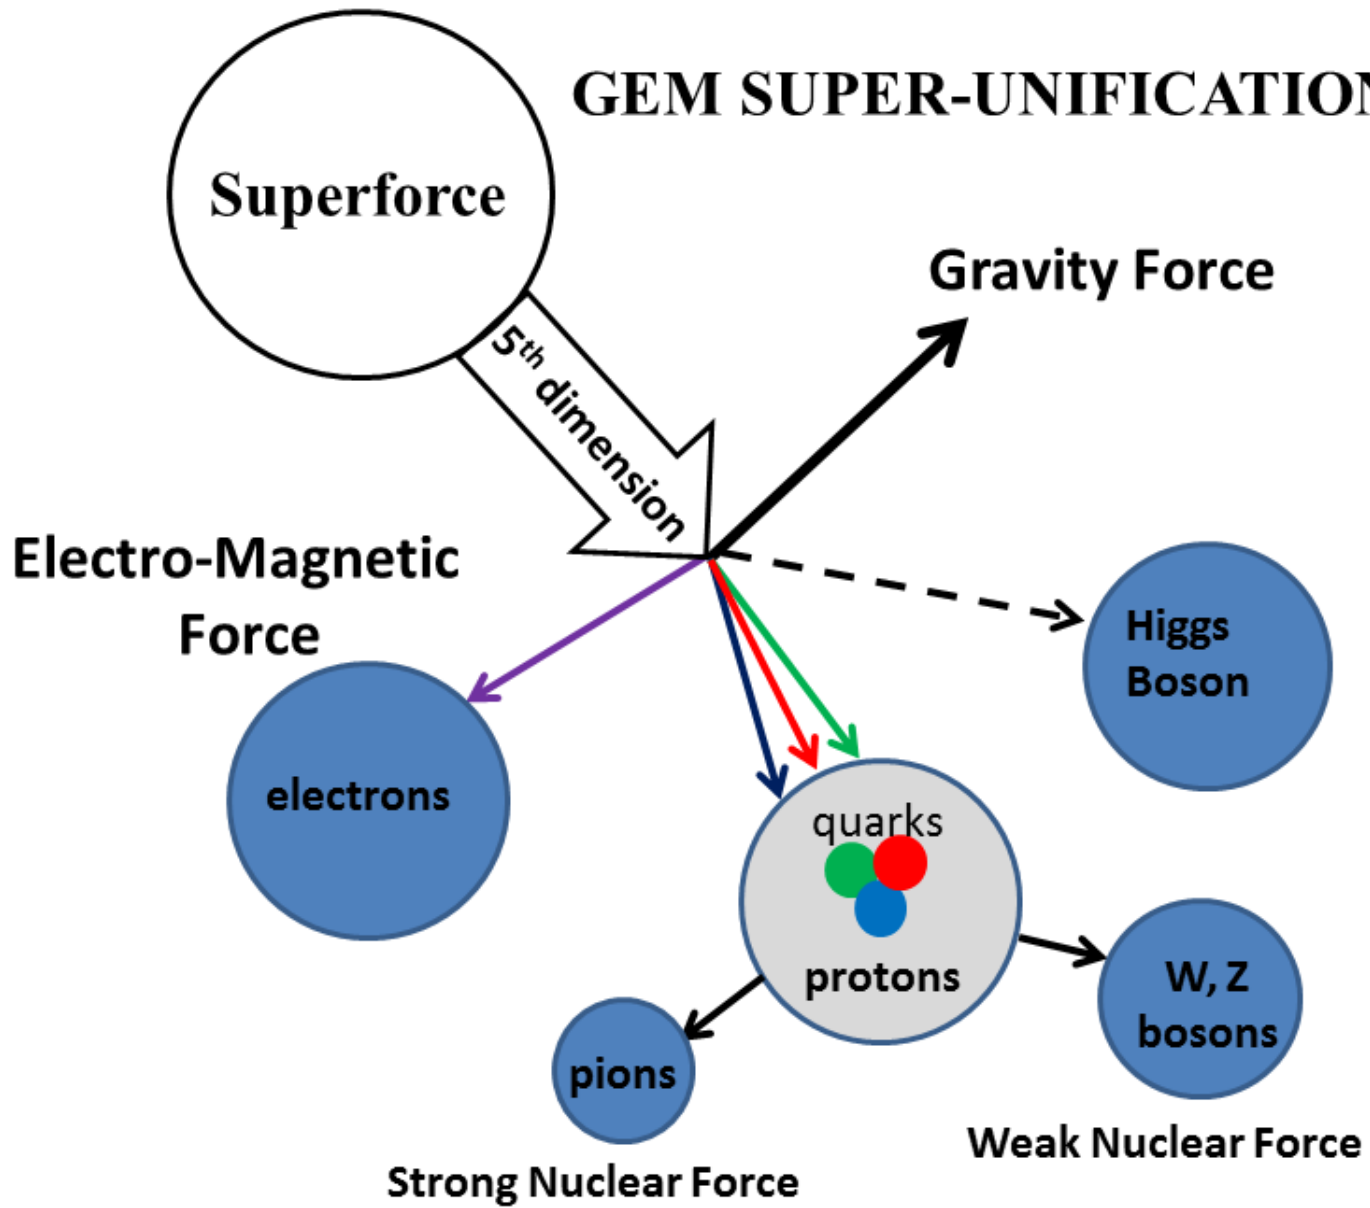 GEM SUPER-UNIFICATION
Superforce
Gravity Force
5th dimension
Electro-Magnetic
Force
Higgs
Boson
electrons
quarks
protons
W, Z
bosons
pions
Weak Nuclear Force
Strong Nuclear Force